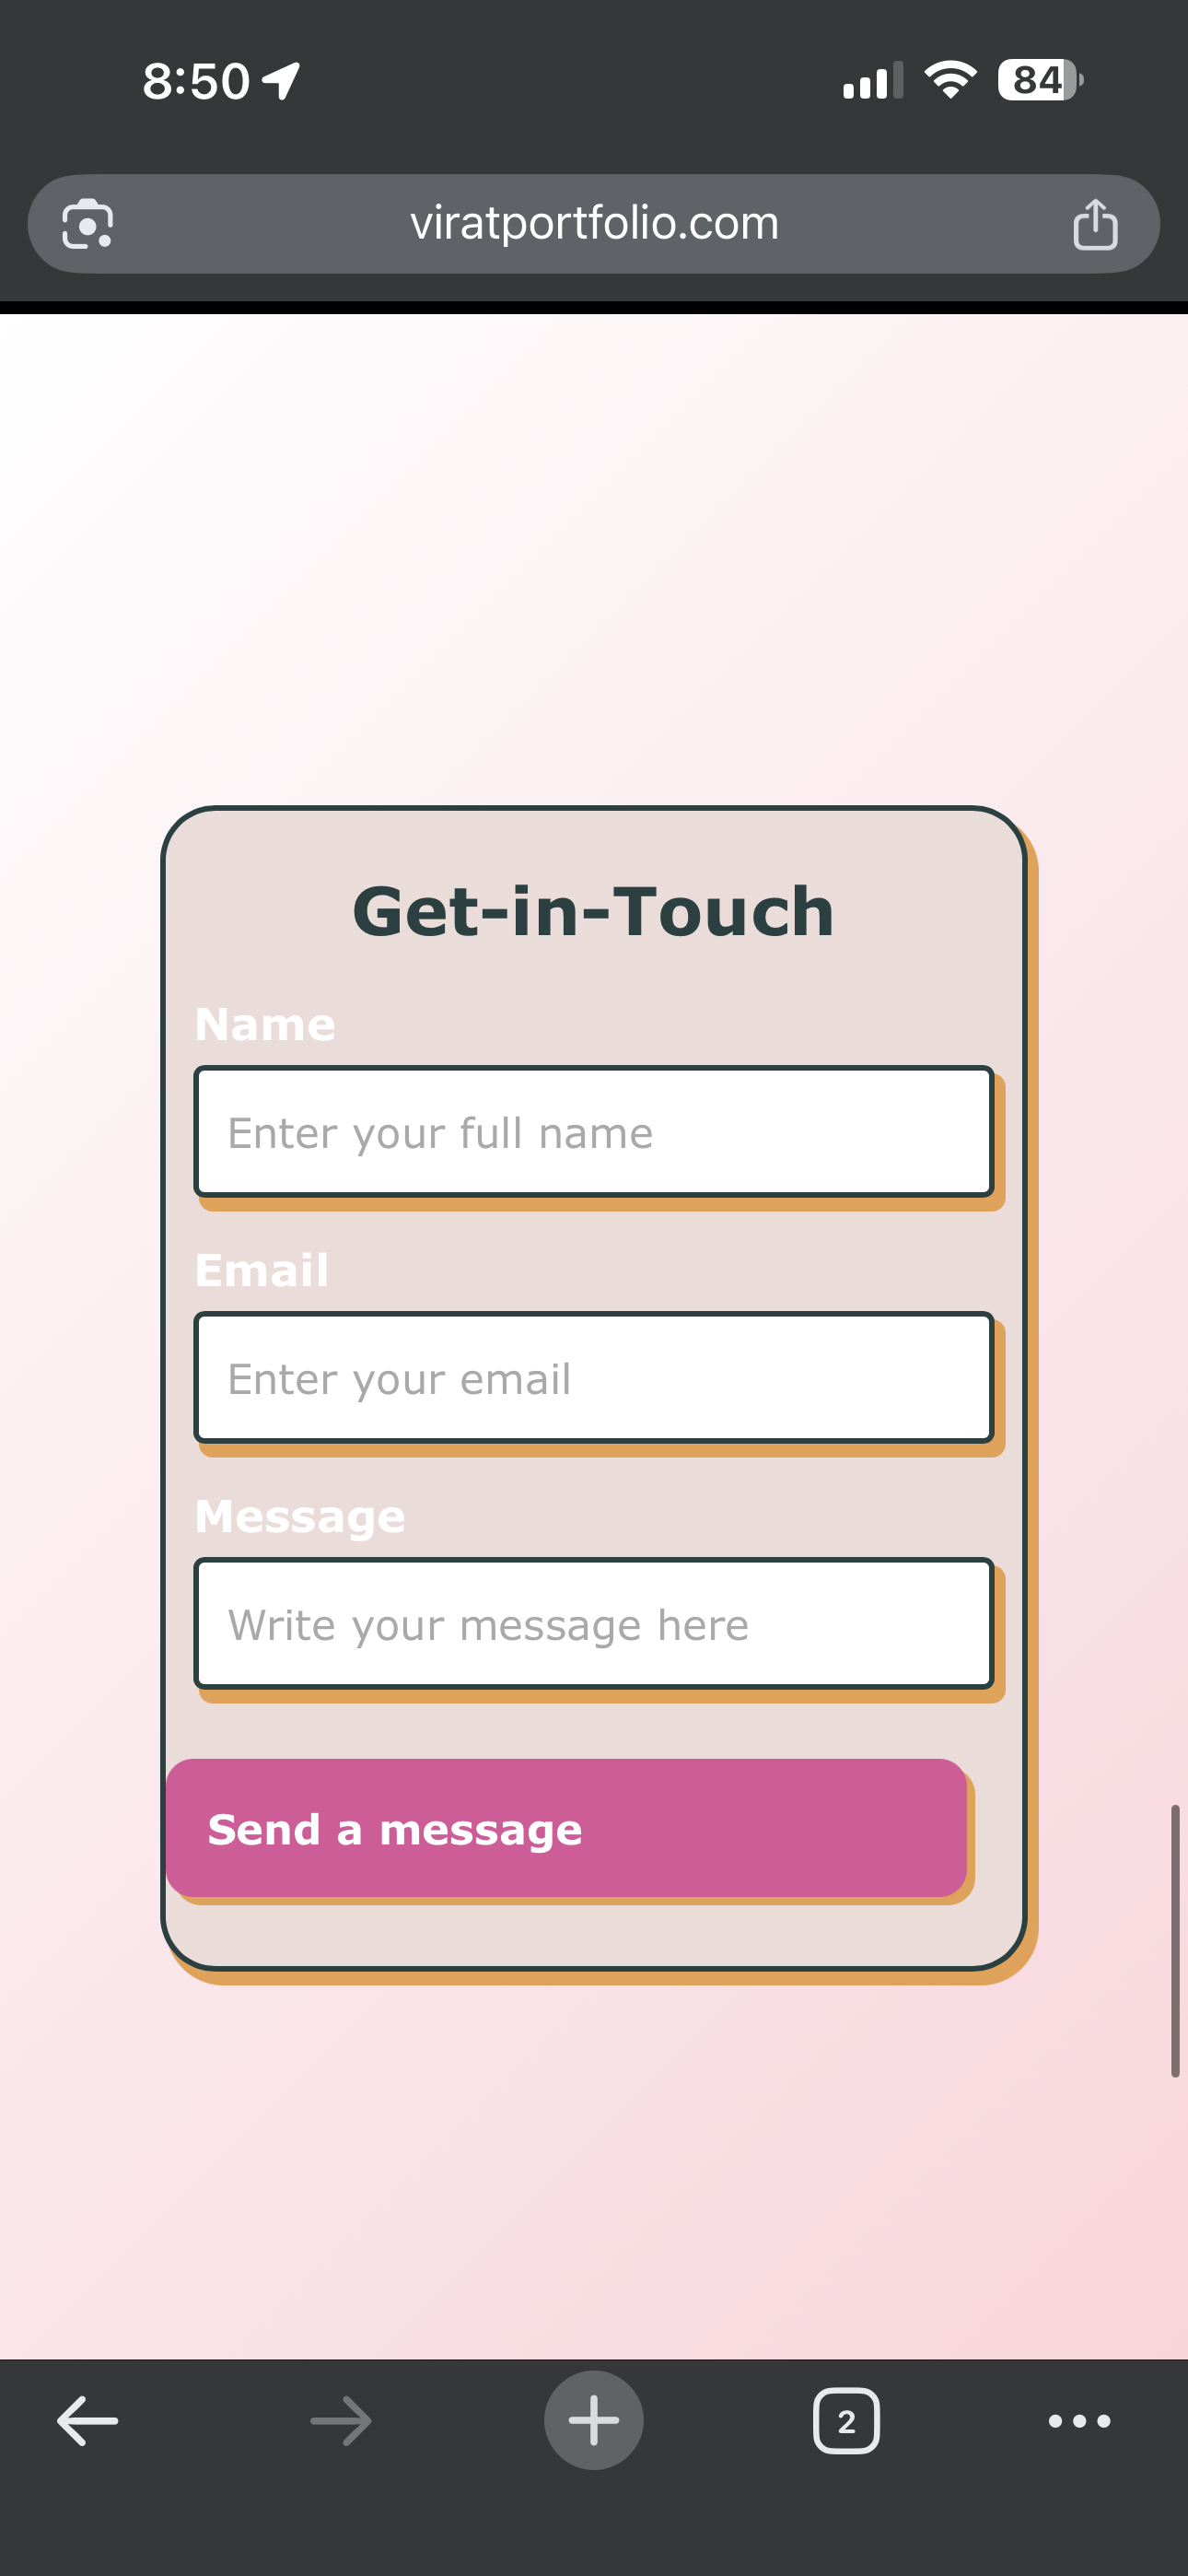 8:50
84
viratportfolio.com
Get-in-Touch
Name
Enter your full name
Email
Enter your email
Message
Write your message here
Send a message
2